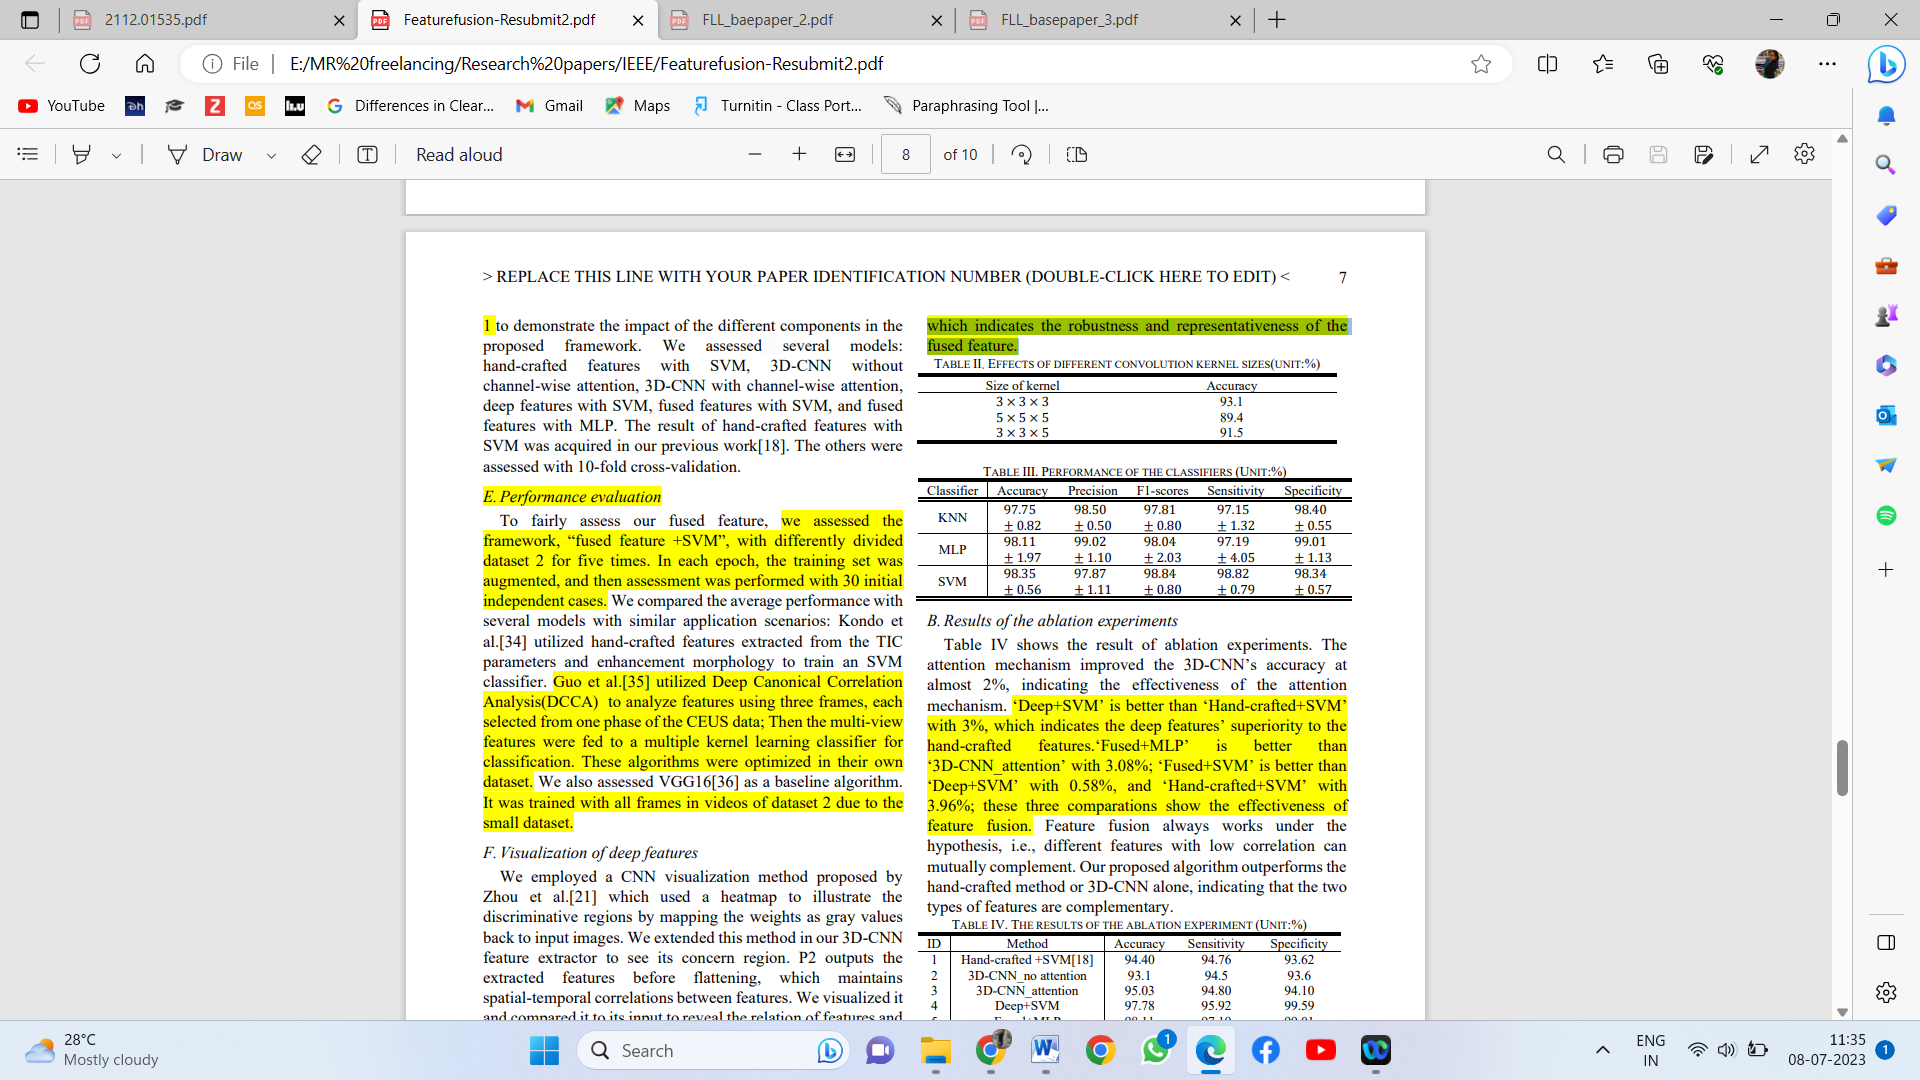 2112.01535.pdf
Featurefusion-Resubmit2.pdf
FLL_baepaper_2.pdf
FLL_basepaper_3.pdf
File
E:/MR%20freelancing/Research%20papers/IEEE/Featurefusion-Resubmit2.pdf
YouTube
Dh
Z
QS
h.u
Differences in Clear...
Gmail
Maps
Turnitin - Class Port...
Paraphrasing Tool |...
Draw
Read aloud
8
of 10
> REPLACE THIS LINE WITH YOUR PAPER IDENTIFICATION NUMBER (DOUBLE-CLICK HERE TO EDIT) <
7
1 to demonstrate the impact of the different components in the
proposed framework. We assessed several models:
hand-crafted features with SVM, 3D-CNN without
channel-wise attention, 3D-CNN with channel-wise attention,
deep features with SVM, fused features with SVM, and fused
features with MLP. The result of hand-crafted features with
SVM was acquired in our previous work[18]. The others were
assessed with 10-fold cross-validation.
E. Performance evaluation
To fairly assess our fused feature, we assessed the
framework, “fused feature +SVM”, with differently divided
dataset 2 for five times. In each epoch, the training set was
augmented, and then assessment was performed with 30 initial
independent cases. We compared the average performance with
several models with similar application scenarios: Kondo et
al.[34] utilized hand-crafted features extracted from the TIC
parameters and enhancement morphology to train an SVM
classifier. Guo et al.[35] utilized Deep Canonical Correlation
Analysis(DCCA) to analyze features using three frames, each
selected from one phase of the CEUS data; Then the multi-view
features were fed to a multiple kernel learning classifier for
classification. These algorithms were optimized in their own
dataset. We also assessed VGG16[36] as a baseline algorithm.
It was trained with all frames in videos of dataset 2 due to the
small dataset.
F. Visualization of deep features
We employed a CNN visualization method proposed by
Zhou et al.[21] which used a heatmap to illustrate the
discriminative regions by mapping the weights as gray values
back to input images. We extended this method in our 3D-CNN
feature extractor to see its concern region. P2 outputs the
extracted features before flattening, which maintains
spatial-temporal correlations between features. We visualized it
and compared it to its input to reveal the relation of features and
which indicates the robustness and representativeness of the
fused feature.
TABLE II. EFFECTS OF DIFFERENT CONVOLUTION KERNEL SIZES(UNIT:%)
Size of kernel Accuracy
3 × 3 × 3 93.1
5 × 5 × 5 89.4
3 × 3 × 5 91.5
TABLE III. PERFORMANCE OF THE CLASSIFIERS (UNIT:%)
Classifier Accuracy Precision F1-scores Sensitivity Specificity
KNN 97.75 98.50 97.81 97.15 98.40
± 0.82 ± 0.50 ± 0.80 ± 1.32 ± 0.55
MLP 98.11 99.02 98.04 97.19 99.01
± 1.97 ± 1.10 ± 2.03 ± 4.05 ± 1.13
SVM 98.35 97.87 98.84 98.82 98.34
± 0.56 ± 1.11 ± 0.80 ± 0.79 ± 0.57
B. Results of the ablation experiments
Table IV shows the result of ablation experiments. The
attention mechanism improved the 3D-CNN’s accuracy at
almost 2%, indicating the effectiveness of the attention
mechanism. ‘Deep+SVM’ is better than ‘Hand-crafted+SVM’
with 3%, which indicates the deep features’ superiority to the
hand-crafted features.‘Fused+MLP’ is better than
‘3D-CNN_attention’ with 3.08%; ‘Fused+SVM’ is better than
‘Deep+SVM’ with 0.58%, and ‘Hand-crafted+SVM’ with
3.96%; these three comparations show the effectiveness of
feature fusion. Feature fusion always works under the
hypothesis, i.e., different features with low correlation can
mutually complement. Our proposed algorithm outperforms the
hand-crafted method or 3D-CNN alone, indicating that the two
types of features are complementary.
TABLE IV. THE RESULTS OF THE ABLATION EXPERIMENT (UNIT:%)
ID Method Accuracy Sensitivity Specificity
1 Hand-crafted +SVM[18] 94.40 94.76 93.62
2 3D-CNN_no attention 93.1 94.5 93.6
3 3D-CNN_attention 95.03 94.80 94.10
4 Deep+SVM 97.78 95.92 99.59
28°C
Mostly cloudy
Search
1
ENG
IN
11:35
08-07-2023
1